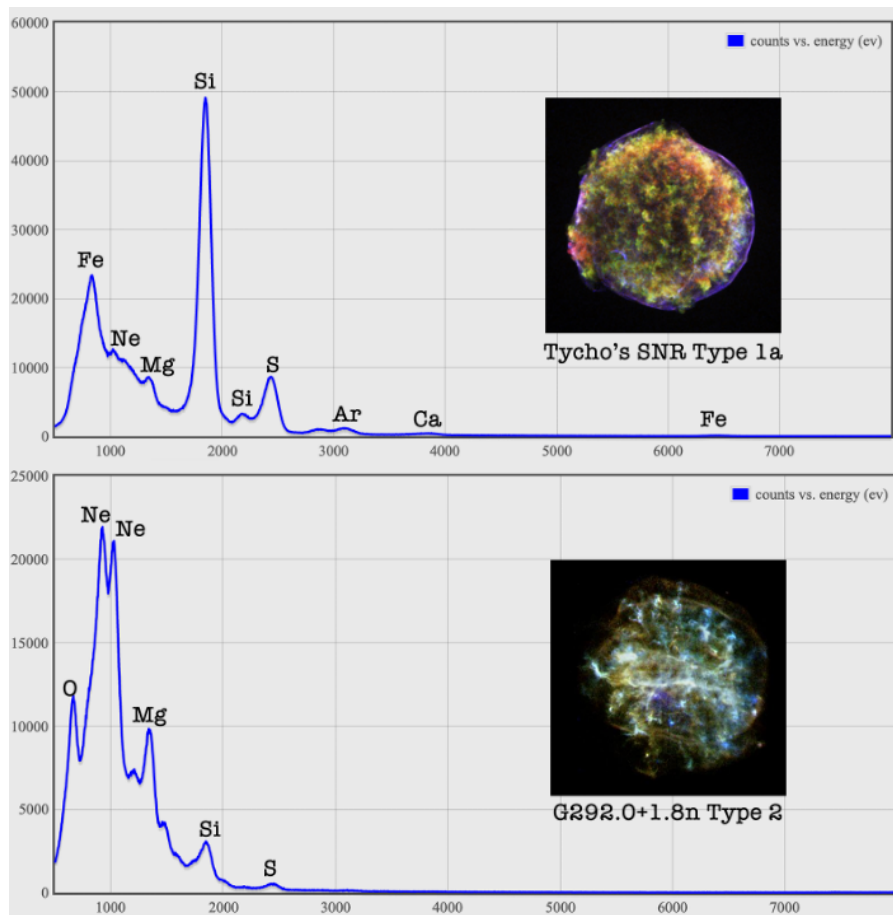 60000
counts vs. energy (ev)
50000
Si
40000
30000
Fe
20000
Ne
Mg
10000
Si
S
Ar
Ca
Fe
0
Tycho's SNR Type 1a
1000 2000 3000 4000 5000 6000 7000
25000
counts vs. energy (ev)
Ne
Ne
20000
15000
O
Mg
10000
5000
Si
S
0
G292.0+1.8n Type 2
1000 2000 3000 4000 5000 6000 7000